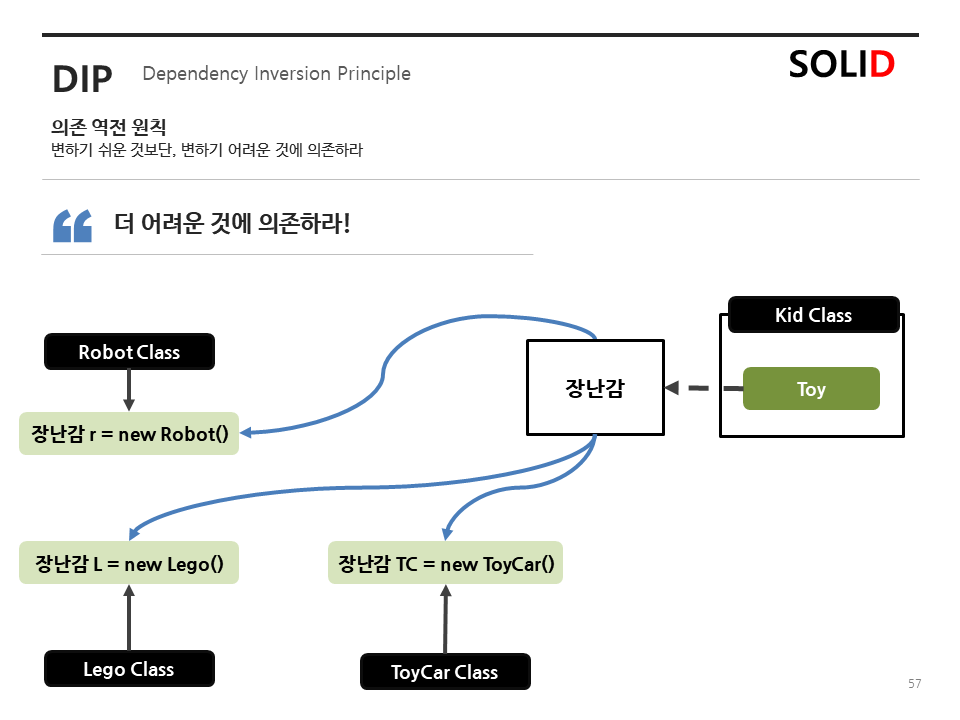 DIP
Dependency Inversion Principle
SOLID
의존 역전 원칙
변하기 쉬운 것보단, 변하기 어려운 것에 의존하라
더 어려운 것에 의존하라!
Kid Class
Robot Class
장난감
Toy
장난감 r = new Robot()
장난감 L = new Lego()
장난감 TC = new ToyCar()
Lego Class
ToyCar Class
57